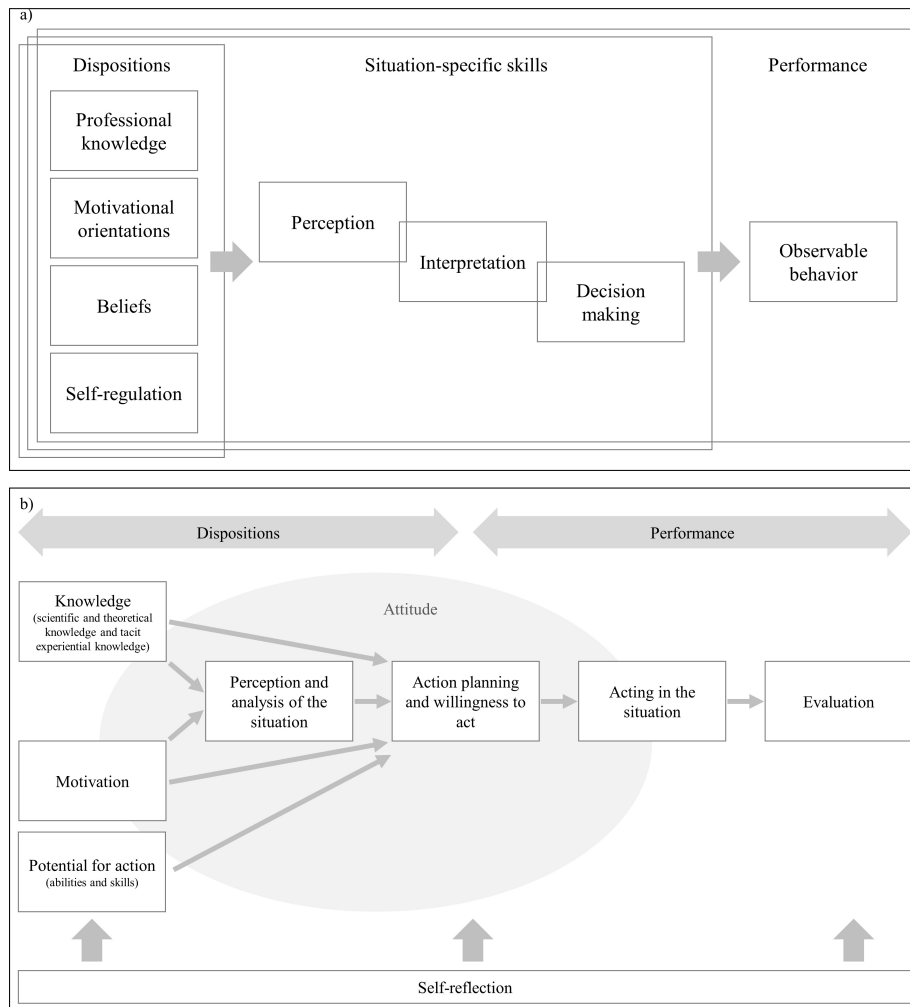 a)
Dispositions
Situation-specific skills
Performance
Professional
knowledge
Motivational
orientations
Beliefs
Self-regulation
Perception
Interpretation
Decision
making
Observable
behavior
b)
Dispositions
Performance
Attitude
Knowledge
(scientific and theoretical
knowledge and tacit
experiential knowledge)
Motivation
Potential for action
(abilities and skills)
Perception and
analysis of the
situation
Action planning
and willingness to
act
Acting in the
situation
Evaluation
Self-reflection